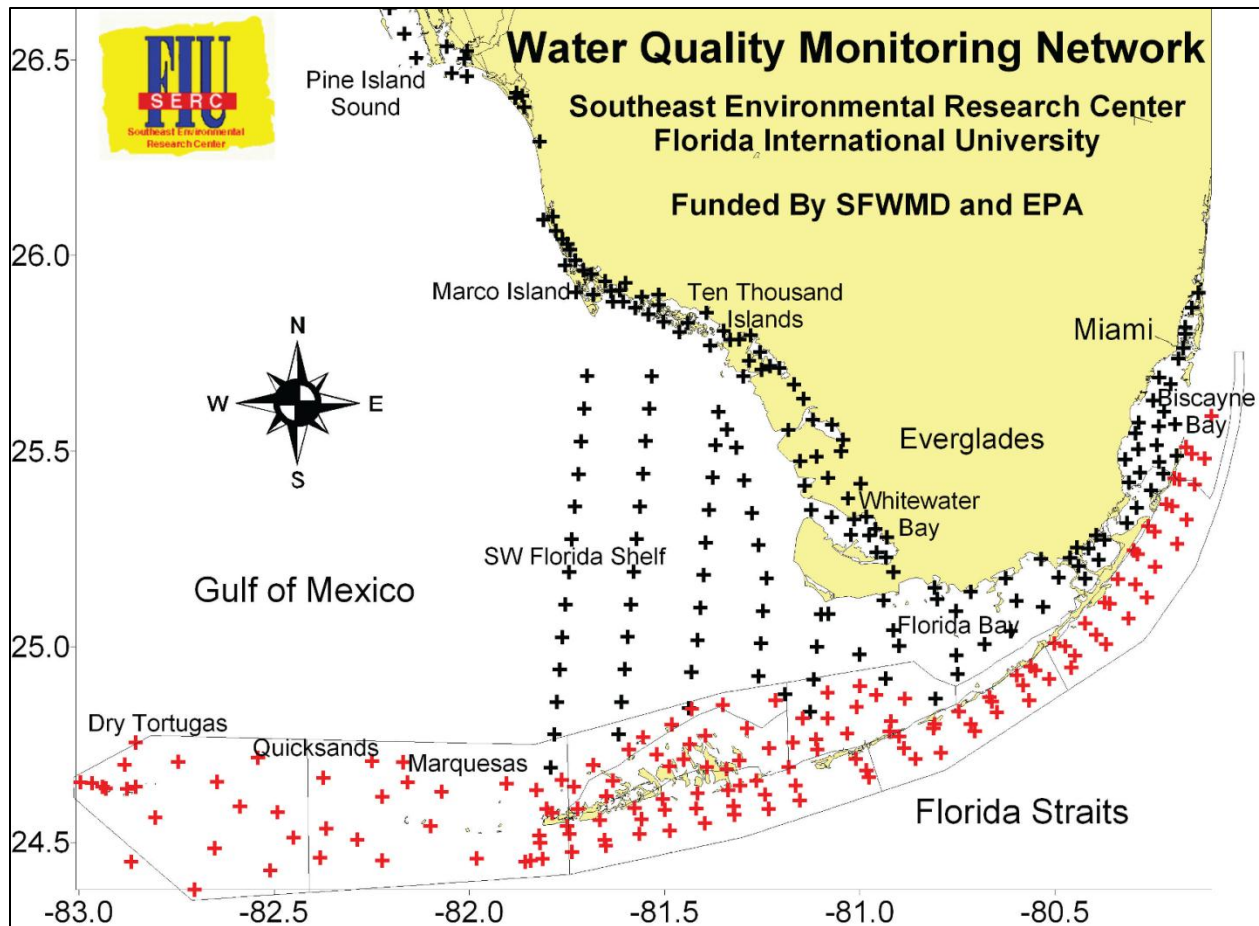 Water Quality Monitoring Network
Southeast Environmental Research Center
Florida International University
Funded By SFWMD and EPA
FIU
SERC
Southeast Environmental
Research Center
Pine Island
Sound
26.5
26.0
25.5
25.0
24.5
Marco Island
Ten Thousand
Islands
Miami
Biscayne
Bay
N
W
E
S
Everglades
Whitewater
Bay
SW Florida Shelf
Gulf of Mexico
Florida Bay
Dry Tortugas
Quicksands
Marquesas
Florida Straits
-83.0
-82.5
-82.0
-81.5
-81.0
-80.5